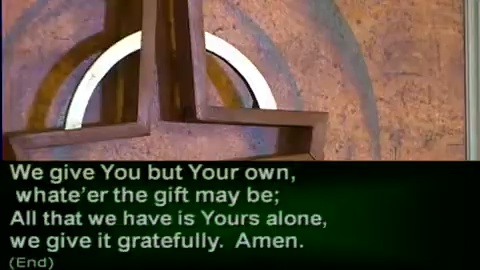 We give You but Your own,
whate'er the gift may be;
All that we have is Yours alone,
we give it gratefully. Amen.
(End)